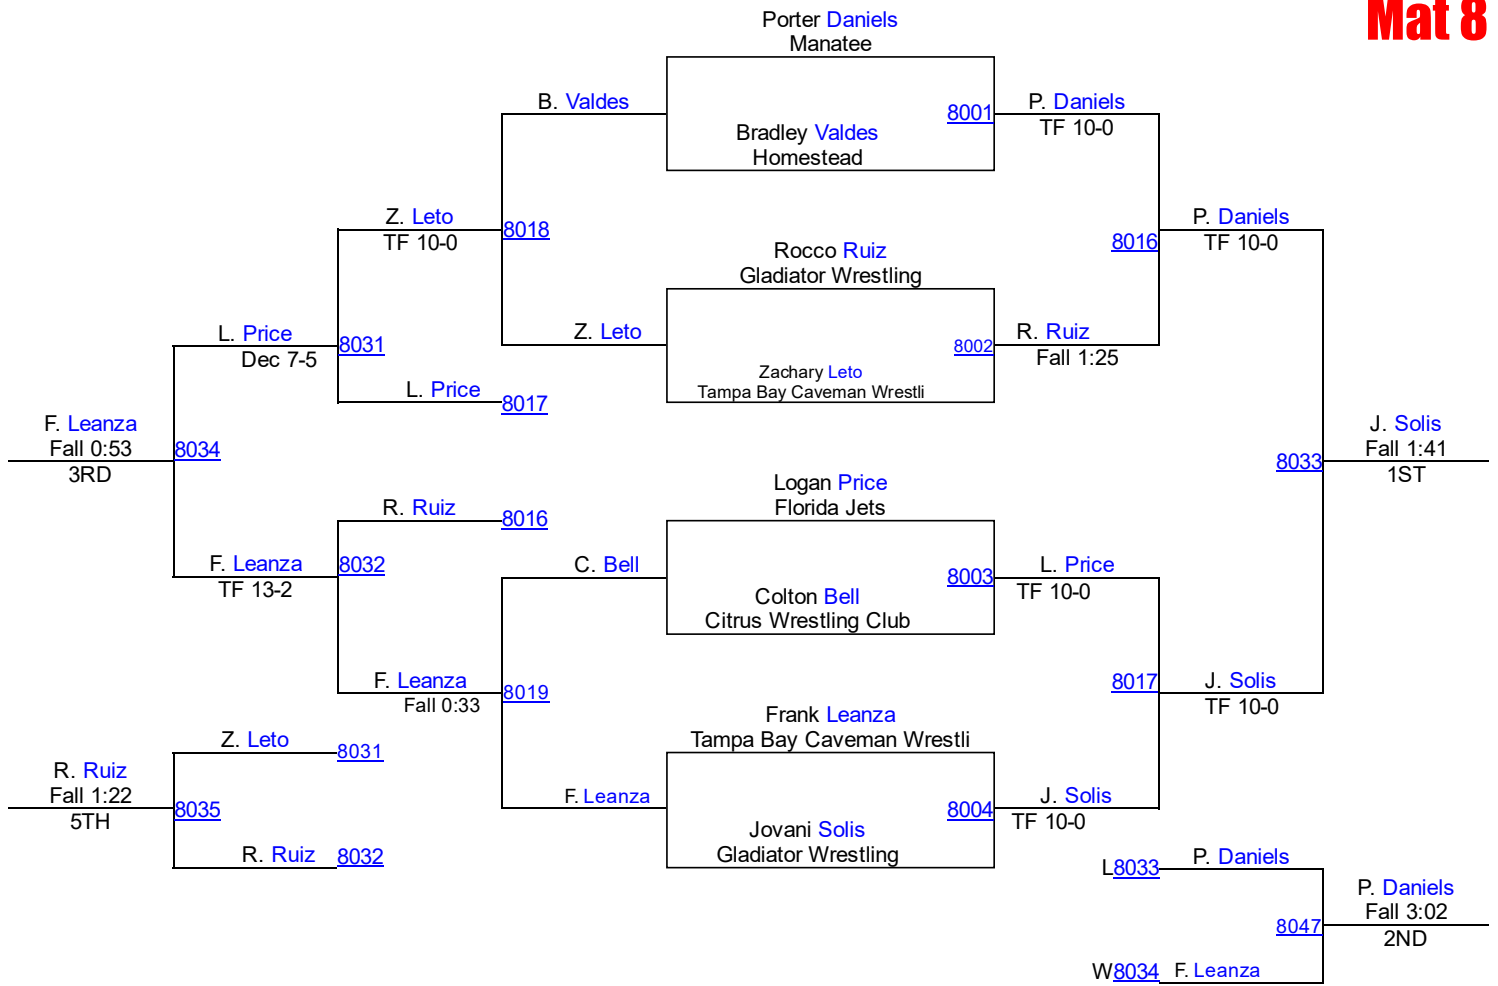 Mat 8
Porter Daniels
Manatee
B. Valdes
8001
P. Daniels
TF 10-0
Bradley Valdes
Homestead
Z. Leto
TF 10-0
8018
P. Daniels
TF 10-0
8016
Rocco Ruiz
Gladiator Wrestling
L. Price
Dec 7-5
8031
Z. Leto
8002
R. Ruiz
Fall 1:25
Zachary Leto
Tampa Bay Caveman Wrestli
L. Price
8017
F. Leanza
Fall 0:53
3RD
8034
J. Solis
Fall 1:41
1ST
8033
Logan Price
Florida Jets
R. Ruiz
8016
F. Leanza
TF 13-2
8032
C. Bell
8003
L. Price
TF 10-0
Colton Bell
Citrus Wrestling Club
F. Leanza
Fall 0:33
8019
8017
J. Solis
TF 10-0
Frank Leanza
Tampa Bay Caveman Wrestli
Z. Leto
8031
R. Ruiz
Fall 1:22
5TH
8035
F. Leanza
8004
J. Solis
TF 10-0
Jovani Solis
Gladiator Wrestling
R. Ruiz
8032
L8033
P. Daniels
P. Daniels
Fall 3:02
2ND
8047
W8034
F. Leanza